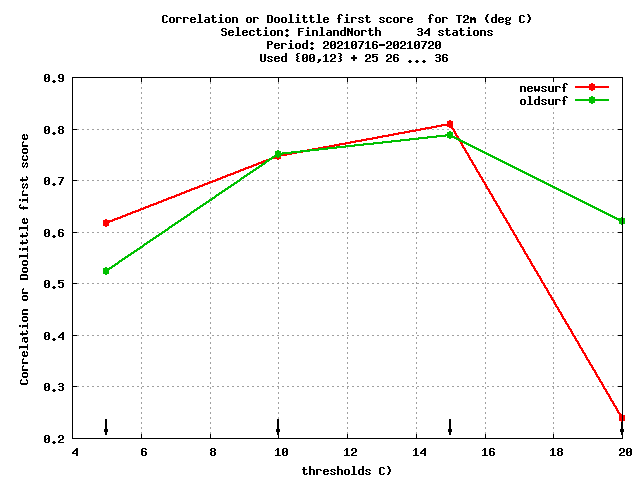 Correlation or Doolittle first score  for T2m (deg C)
Selection: FinlandNorth     34 stations
Period: 20210716-20210720
Used {00,12} + 25 26 ... 36
newsurf
oldsurf
0.9
0.8
0.7
0.6
0.5
0.4
0.3
0.2
Correlation or Doolittle first score
4 6 8 10 12 14 16 18 20
thresholds C)